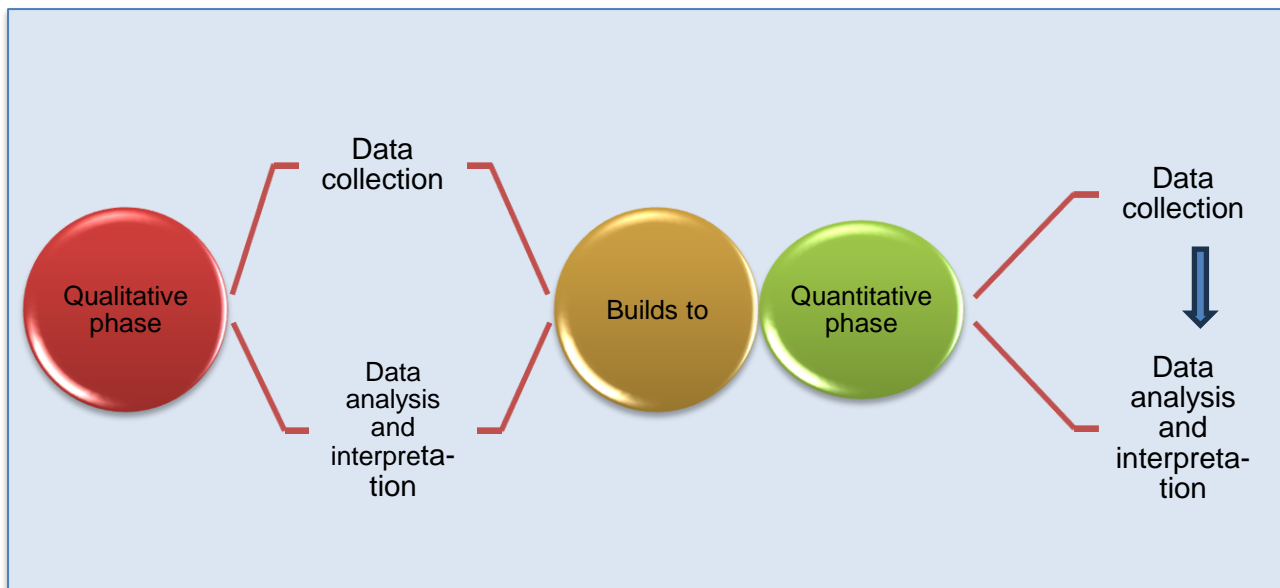 Qualitative
phase
Data
collection
Data
analysis
and
interpreta-
tion
Builds to
Quantitative
phase
Data
collection
Data
analysis
and
interpreta-
tion